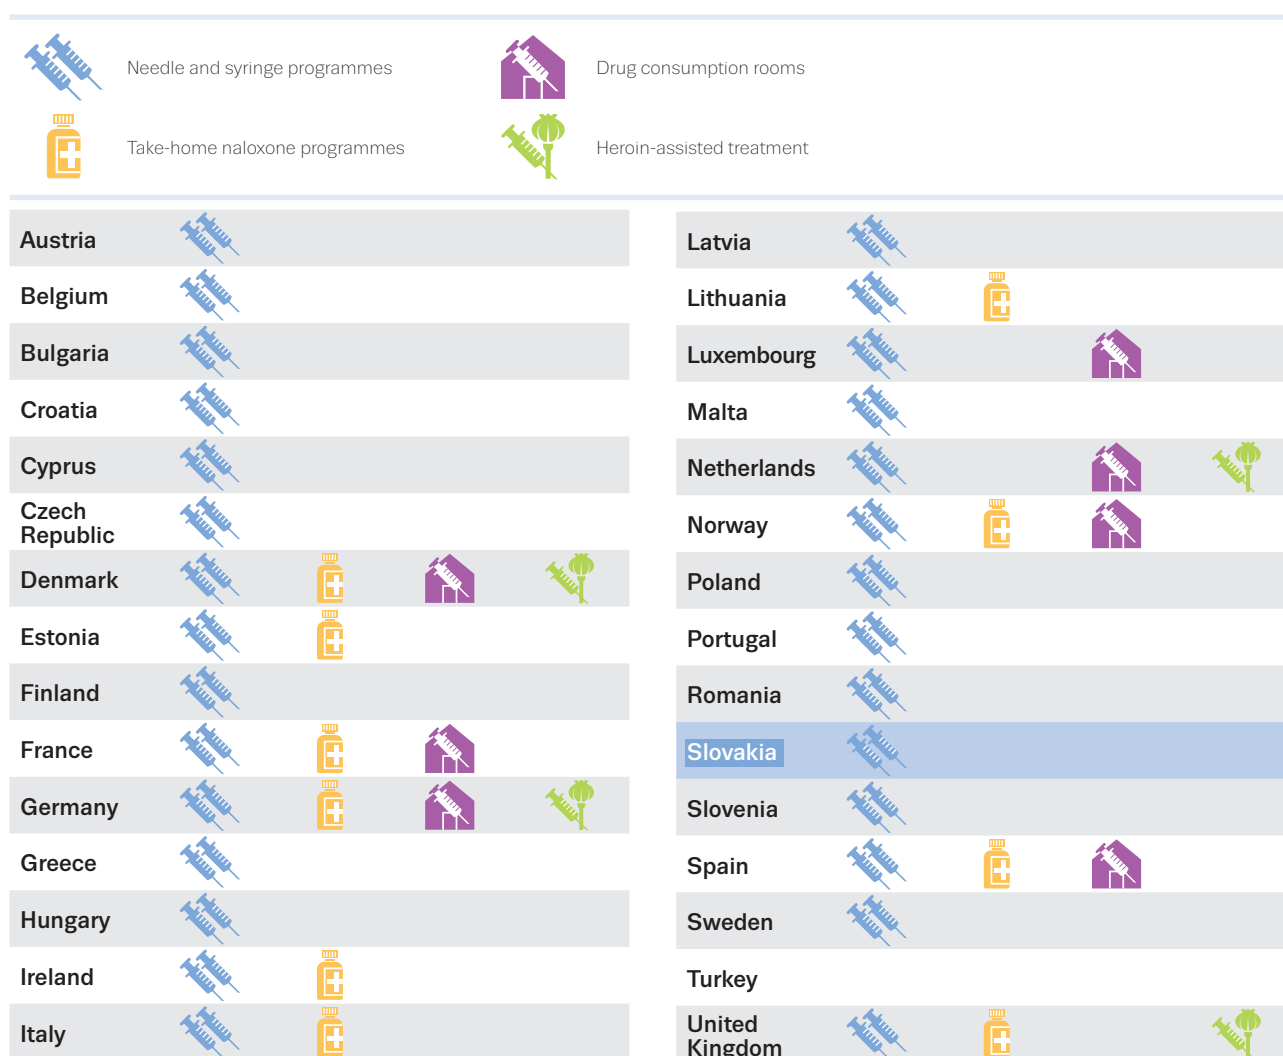 Needle and syringe programmes
Drug consumption rooms
Take-home naloxone programmes
Heroin-assisted treatment
Austria
Belgium
Bulgaria
Croatia
Cyprus
Czech
Republic
Denmark
Estonia
Finland
France
Germany
Greece
Hungary
Ireland
Italy
Latvia
Lithuania
Luxembourg
Malta
Netherlands
Norway
Poland
Portugal
Romania
Slovakia
Slovenia
Spain
Sweden
Turkey
United
Kingdom